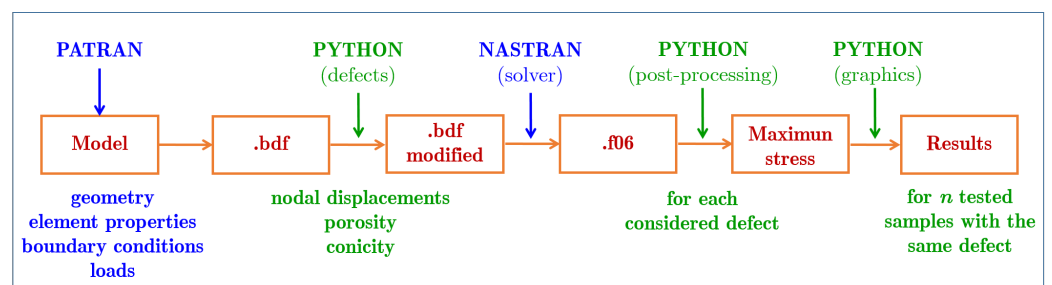 PATRAN
PYTHON
(defects)
NASTRAN
(solver)
PYTHON
(post-processing)
PYTHON
(graphics)
Model
.bdf
.bdf
modified
.f06
Maximun
stress
Results
geometry
element properties
boundary conditions
loads
nodal displacements
porosity
conicity
for each
considered defect
for n tested
samples with the
same defect